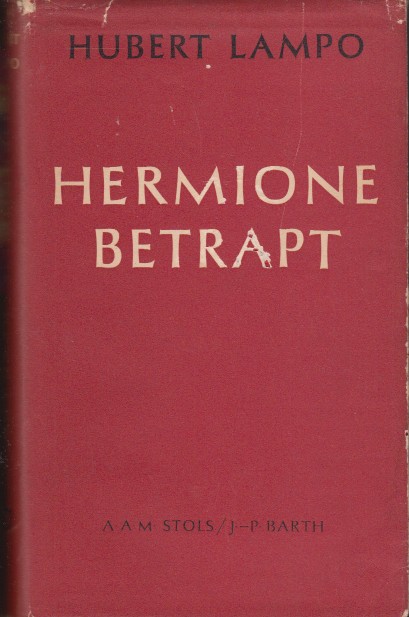 HUBERT LAMPO
HERMIONE
BETRAPT
A·A·M·STOLS/J.-P.BARTH